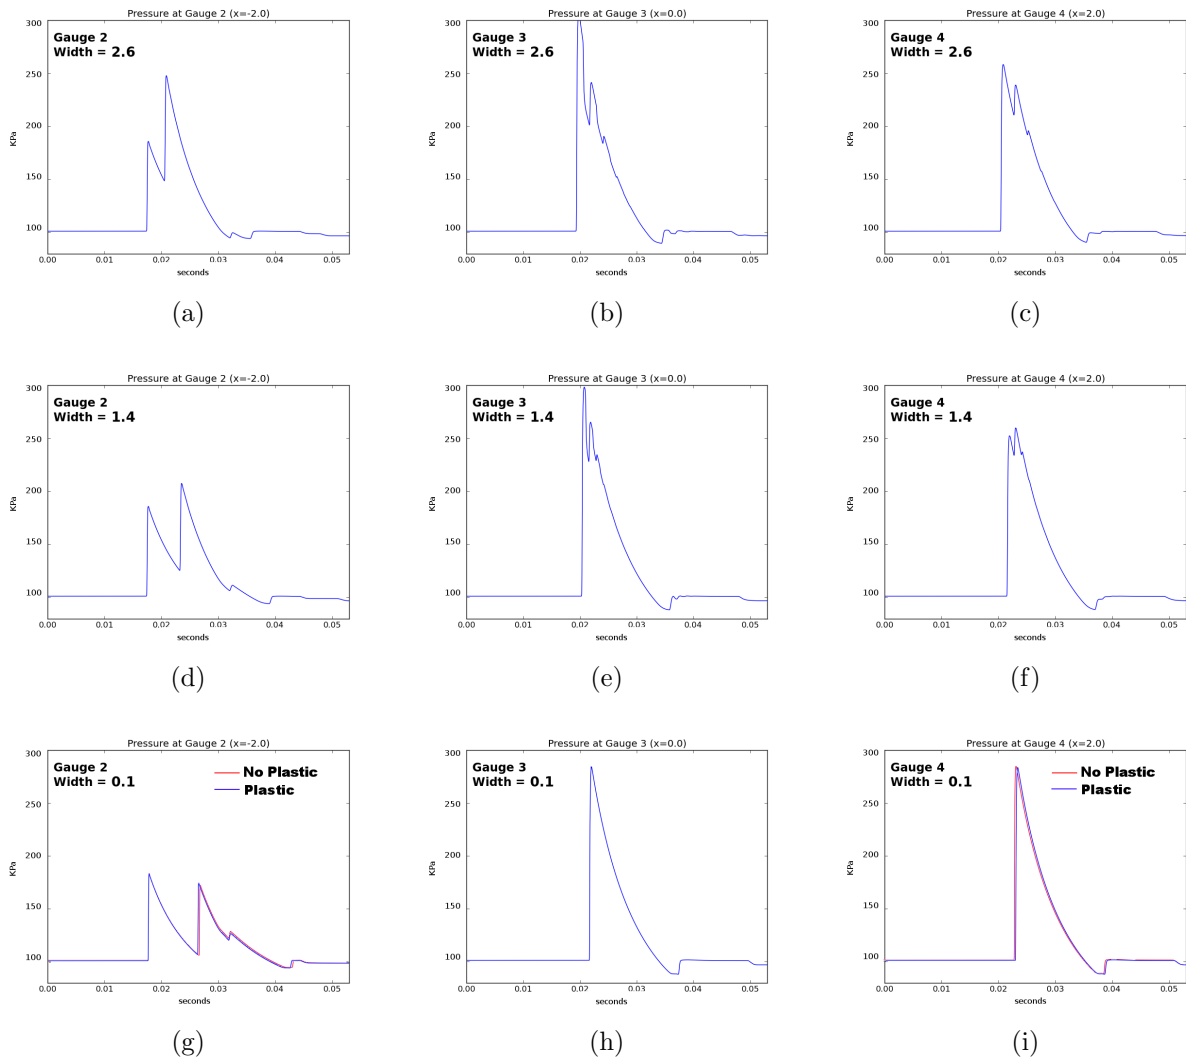 Pressure at Gauge 2 (x=-2.0)
Gauge 2
Width = 2.6
300
250
200
150
100
KPa
0.00 0.01 0.02 0.03 0.04 0.05
seconds
(a)
Pressure at Gauge 3 (x=0.0)
Gauge 3
Width = 2.6
300
250
200
150
100
KPa
0.00 0.01 0.02 0.03 0.04 0.05
seconds
(b)
Pressure at Gauge 4 (x=2.0)
Gauge 4
Width = 2.6
300
250
200
150
100
KPa
0.00 0.01 0.02 0.03 0.04 0.05
seconds
(c)
Pressure at Gauge 2 (x=-2.0)
Gauge 2
Width = 1.4
300
250
200
150
100
KPa
0.00 0.01 0.02 0.03 0.04 0.05
seconds
(d)
Pressure at Gauge 3 (x=0.0)
Gauge 3
Width = 1.4
300
250
200
150
100
KPa
0.00 0.01 0.02 0.03 0.04 0.05
seconds
(e)
Pressure at Gauge 4 (x=2.0)
Gauge 4
Width = 1.4
300
250
200
150
100
KPa
0.00 0.01 0.02 0.03 0.04 0.05
seconds
(f)
Pressure at Gauge 2 (x=-2.0)
Gauge 2
Width = 0.1
No Plastic
Plastic
300
250
200
150
100
KPa
0.00 0.01 0.02 0.03 0.04 0.05
seconds
(g)
Pressure at Gauge 3 (x=0.0)
Gauge 3
Width = 0.1
300
250
200
150
100
KPa
0.00 0.01 0.02 0.03 0.04 0.05
seconds
(h)
Pressure at Gauge 4 (x=2.0)
Gauge 4
Width = 0.1
No Plastic
Plastic
300
250
200
150
100
KPa
0.00 0.01 0.02 0.03 0.04 0.05
seconds
(i)